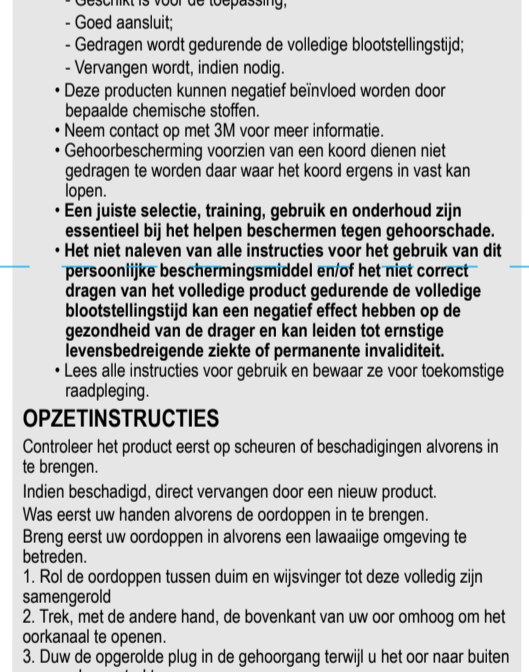 - Geschikt is voor de toepassing;
- Goed aansluit;
- Gedragen wordt gedurende de volledige blootstellingstijd;
- Vervangen wordt, indien nodig.
• Deze producten kunnen negatief beïnvloed worden door
bepaalde chemische stoffen.
• Neem contact op met 3M voor meer informatie.
• Gehoorbescherming voorzien van een koord dienen niet
gedragen te worden daar waar het koord ergens in vast kan
lopen.
• Een juiste selectie, training, gebruik en onderhoud zijn
essentieel bij het helpen beschermen tegen gehoorschade.
• Het niet naleven van alle instructies voor het gebruik van dit
persoonlijke beschermingsmiddel en/of het niet correct
dragen van het volledige product gedurende de volledige
blootstellingstijd kan een negatief effect hebben op de
gezondheid van de drager en kan leiden tot ernstige
levensbedreigende ziekte of permanente invaliditeit.
• Lees alle instructies voor gebruik en bewaar ze voor toekomstige
raadpleging.
OPZETINSTRUCTIES
Controleer het product eerst op scheuren of beschadigingen alvorens in
te brengen.
Indien beschadigd, direct vervangen door een nieuw product.
Was eerst uw handen alvorens de oordoppen in te brengen.
Breng eerst uw oordoppen in alvorens een lawaaiige omgeving te
betreden.
1. Rol de oordoppen tussen duim en wijsvinger tot deze volledig zijn
samengerold
2. Trek, met de andere hand, de bovenkant van uw oor omhoog om het
oorkanaal te openen.
3. Duw de opgerolde plug in de gehoorgang terwijl u het oor naar buiten